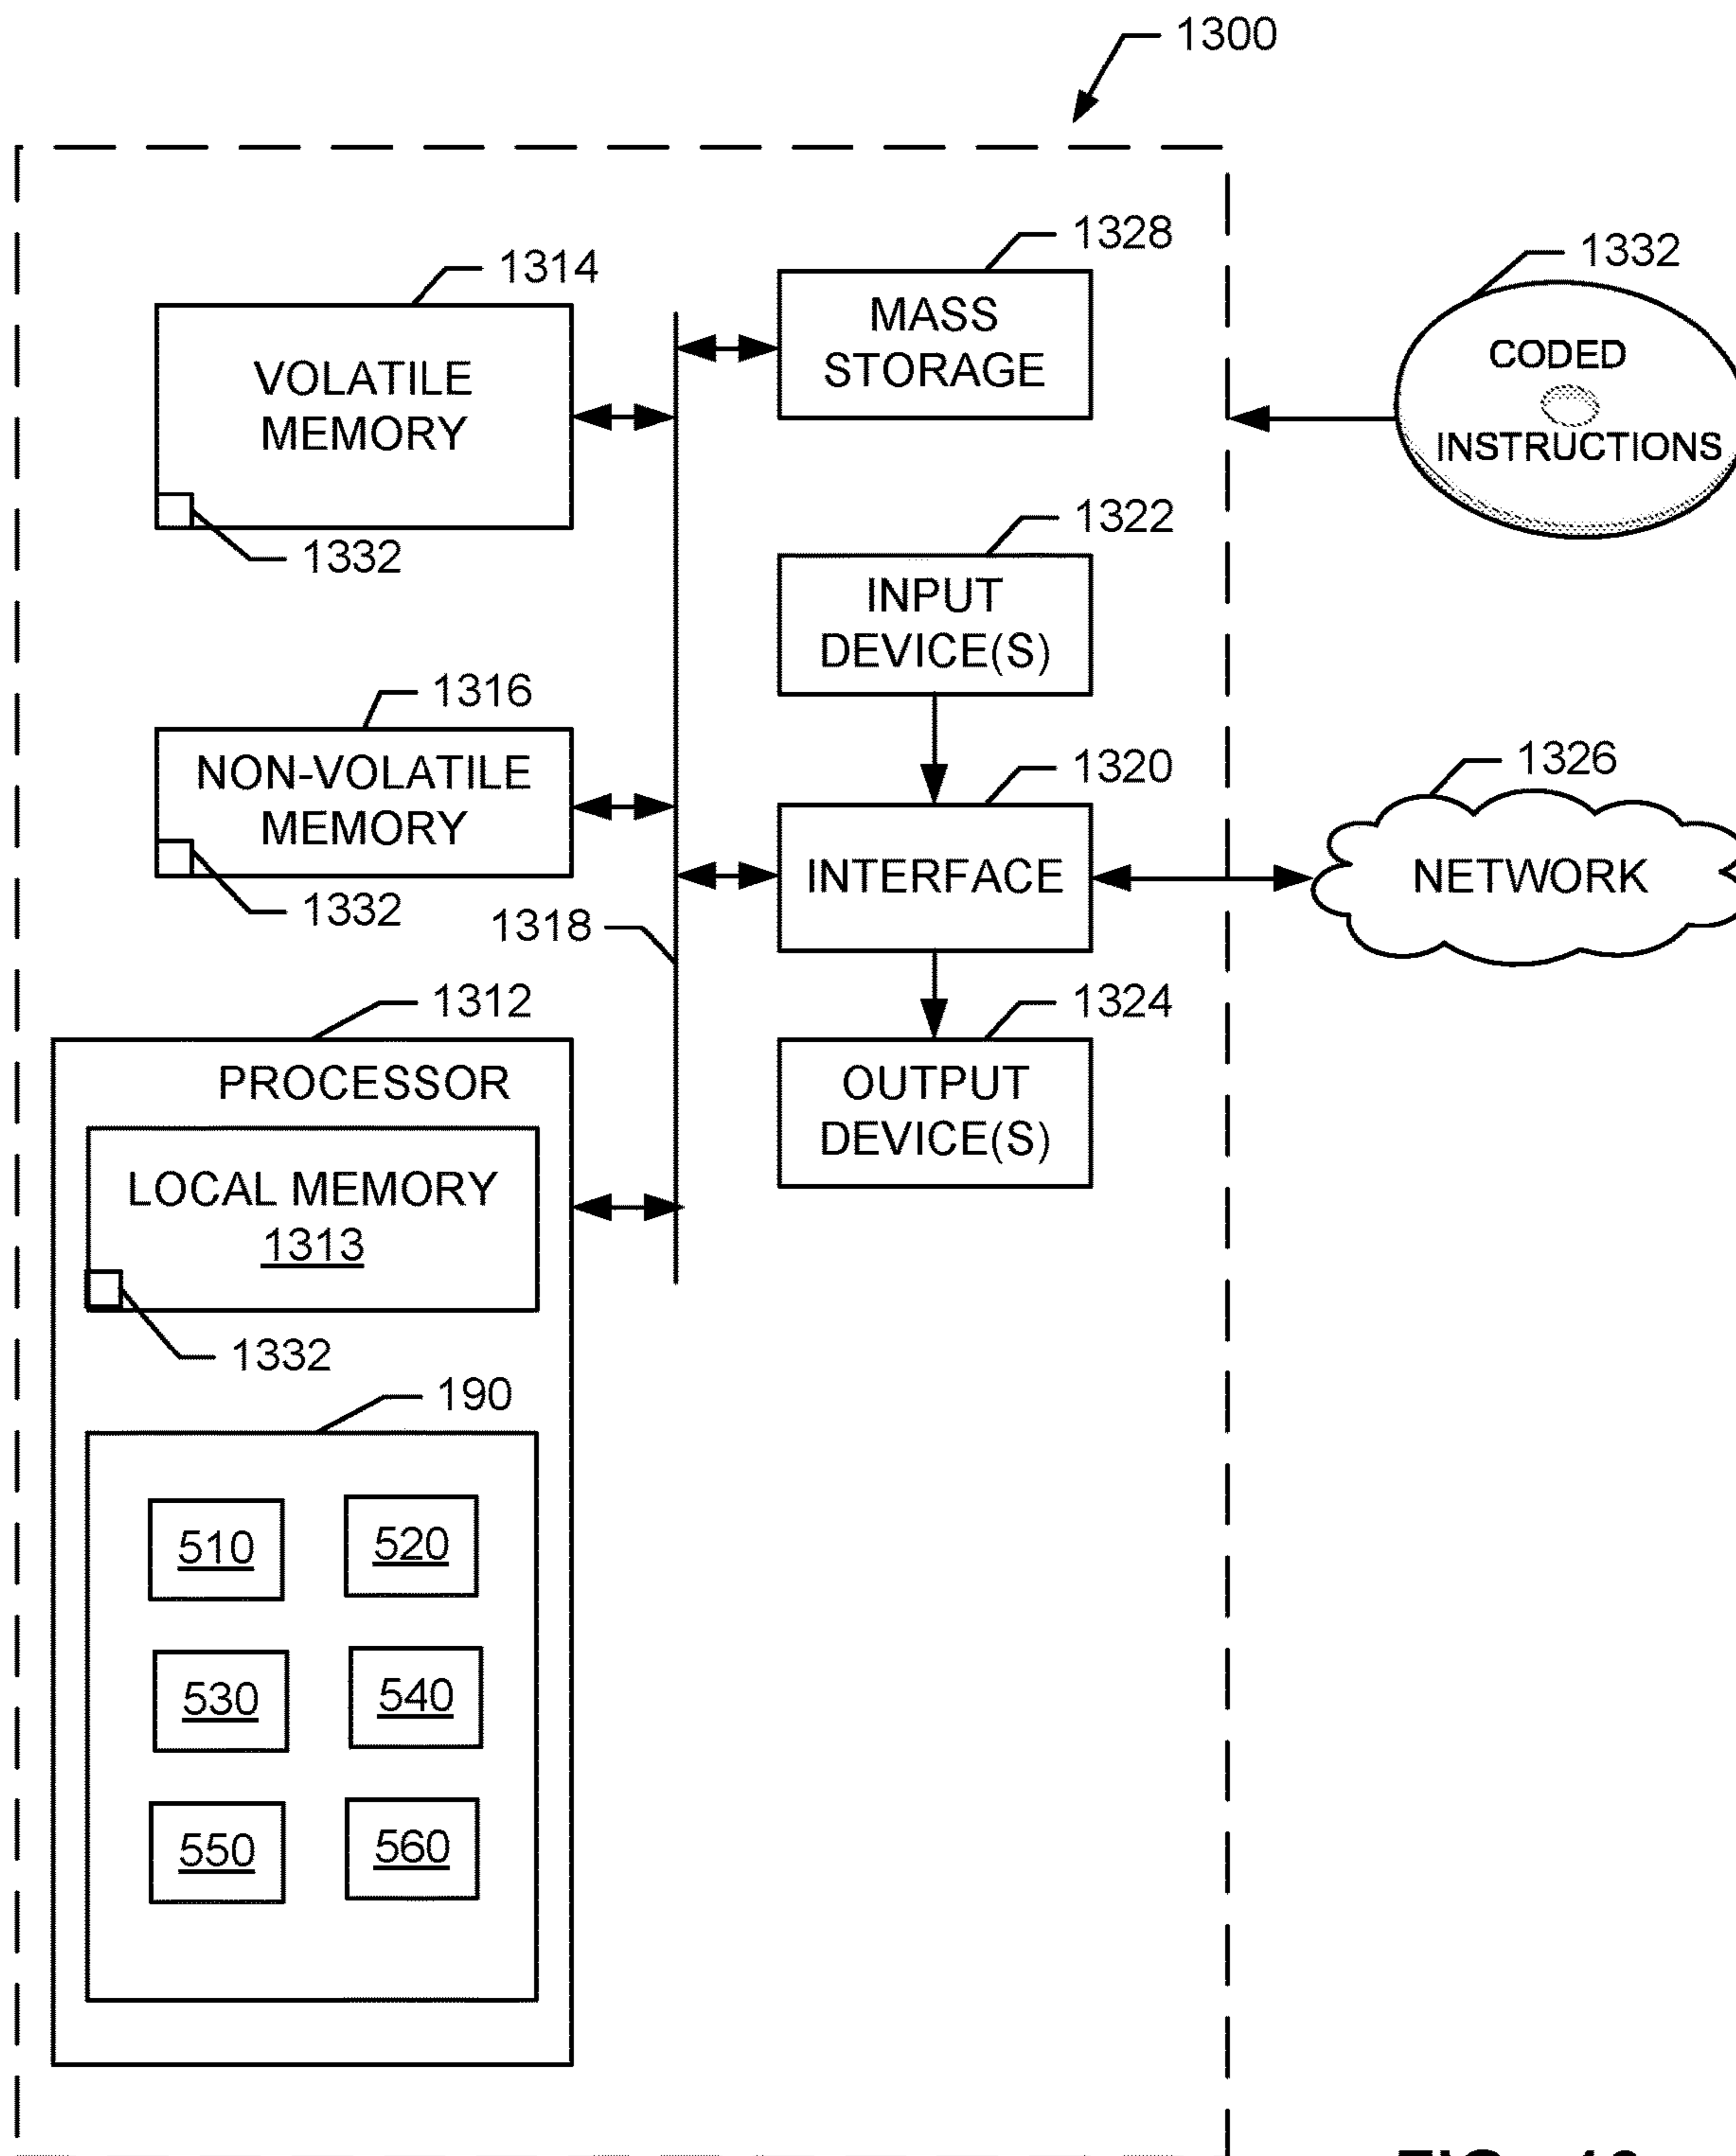 1300
1328
1314
1332
MASS
STORAGE
VOLATILE
MEMORY
CODED
INSTRUCTIONS
1332
1322
INPUT
DEVICE(S)
1316
NON-VOLATILE
MEMORY
1332
1320
1326
INTERFACE
NETWORK
1318
1312
1324
PROCESSOR
OUTPUT
DEVICE(S)
LOCAL MEMORY
1313
1332
190
510
520
530
540
550
560